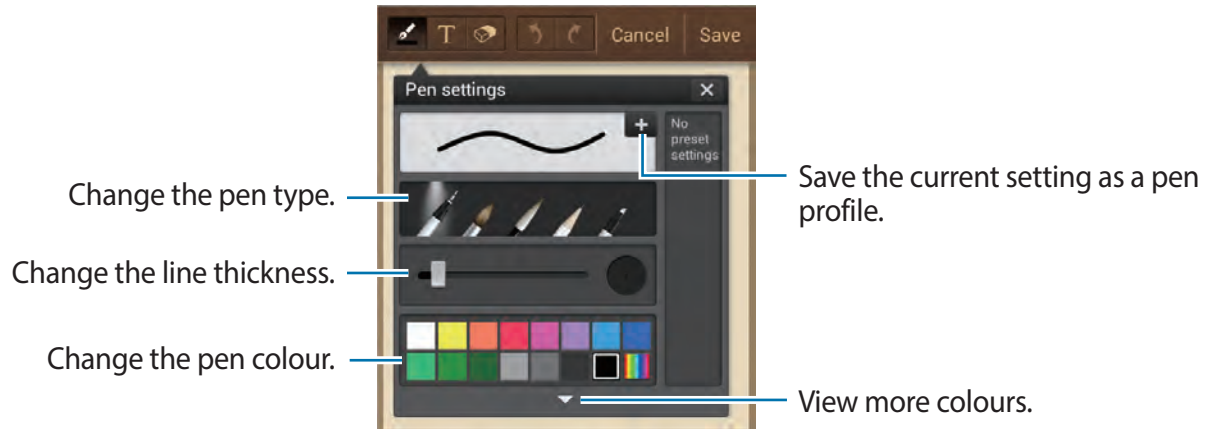 T Cancel Save
Pen settings
No
preset
settings
Change the pen type.
Save the current setting as a pen
profile.
Change the line thickness.
Change the pen colour.
View more colours.